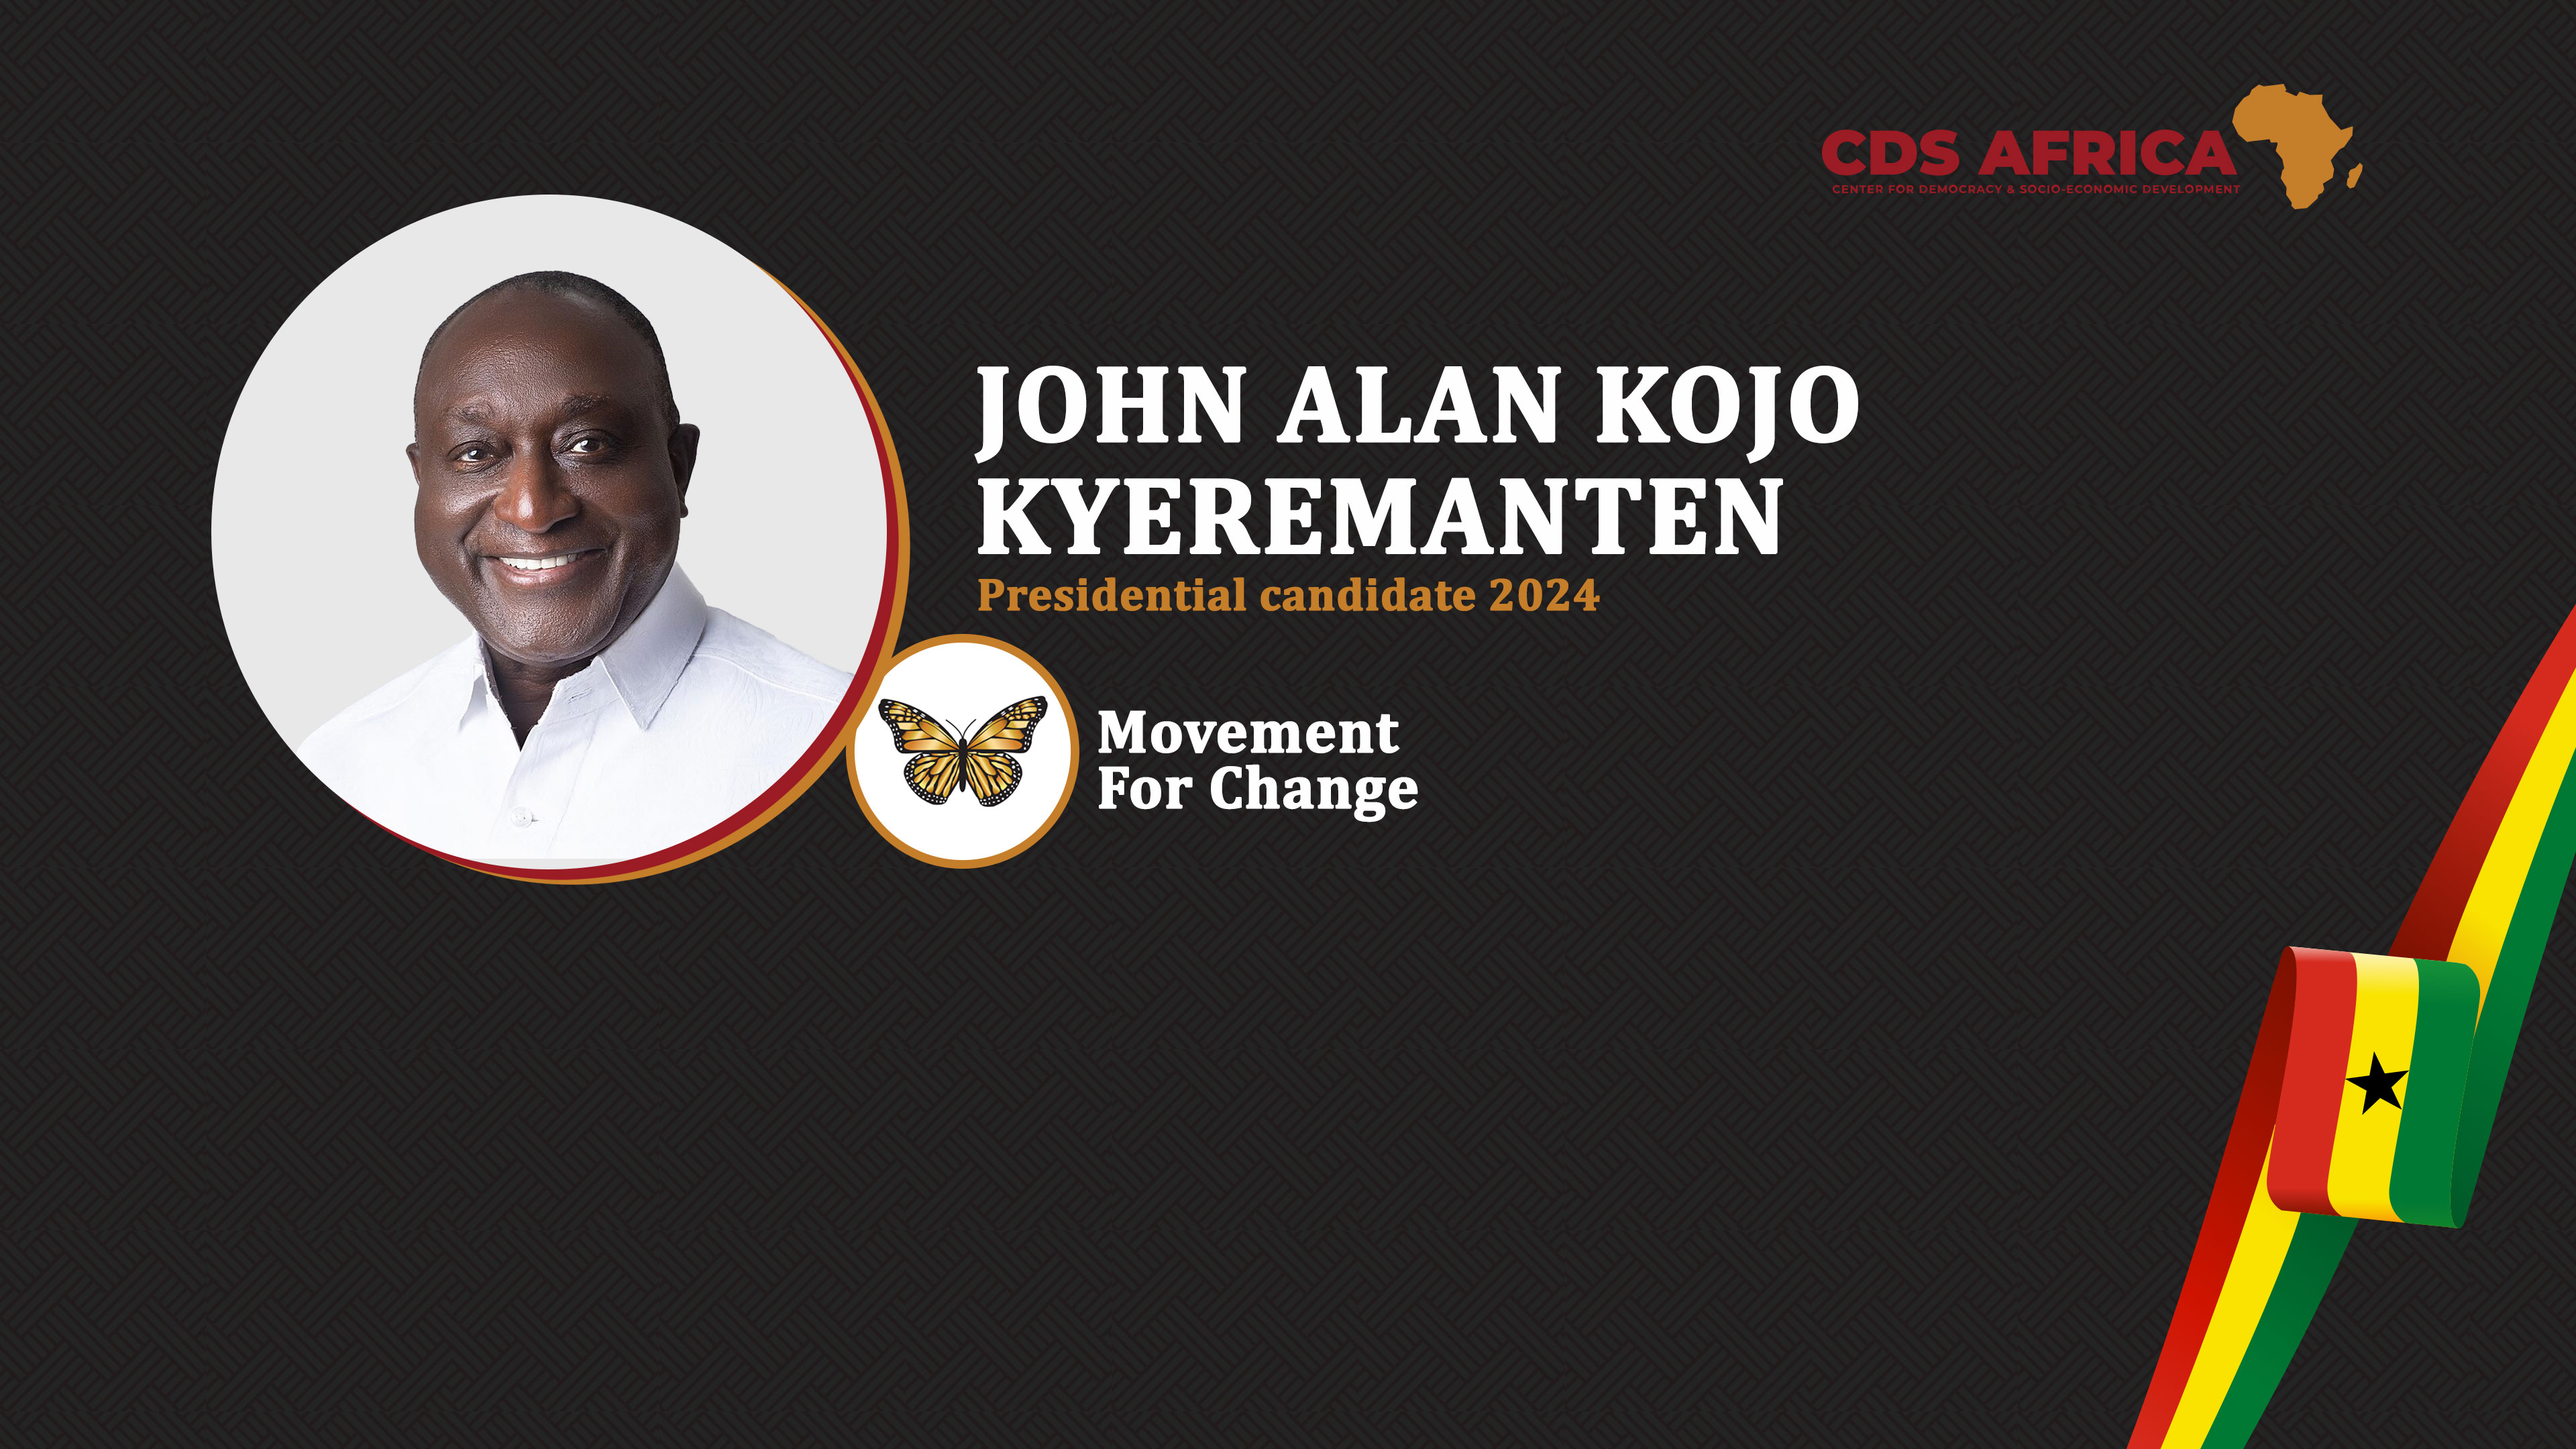 CDS AFRICA
CENTER FOR DEMOCRACY & SOCIO-ECONOMIC DEVELOPMENT
JOHN ALAN KOJO
KYEREMANTEN
Presidential candidate 2024
Movement
For Change